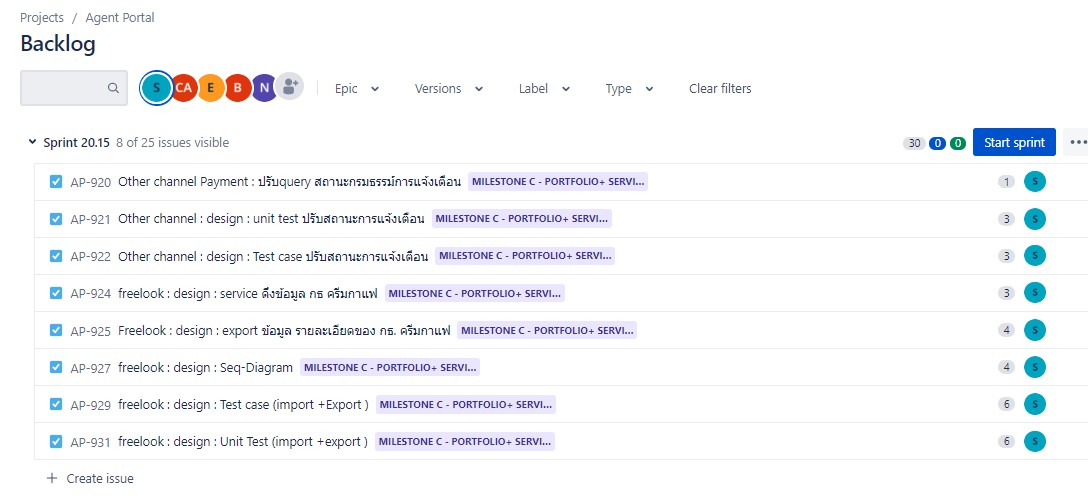 Projects / Agent Portal
Backlog
S CA E B N
Epic Versions Label Type Clear filters
Sprint 20.15 8 of 25 issues visible 30 0 0 Start sprint
AP-920 Other channel Payment : ปรับquery สถานะกรมธรรม์การแจ้งเตือน MILESTONE C - PORTFOLIO+ SERVI... 1 S
AP-921 Other channel : design : unit test ปรับสถานะการแจ้งเตือน MILESTONE C - PORTFOLIO+ SERVI... 3 S
AP-922 Other channel : design : Test case ปรับสถานะการแจ้งเตือน MILESTONE C - PORTFOLIO+ SERVI... 3 S
AP-924 freelook : design : service ดึงข้อมูล กธ ครีมกาแฟ MILESTONE C - PORTFOLIO+ SERVI... 3 S
AP-925 Freelook : design : export ข้อมูล รายละเอียดของ กธ. ครีมกาแฟ MILESTONE C - PORTFOLIO+ SERVI... 4 S
AP-927 freelook : design : Seq-Diagram MILESTONE C - PORTFOLIO+ SERVI... 4 S
AP-929 freelook : design : Test case (import +Export ) MILESTONE C - PORTFOLIO+ SERVI... 6 S
AP-931 freelook : design : Unit Test (import +export ) MILESTONE C - PORTFOLIO+ SERVI... 6 S
+ Create issue